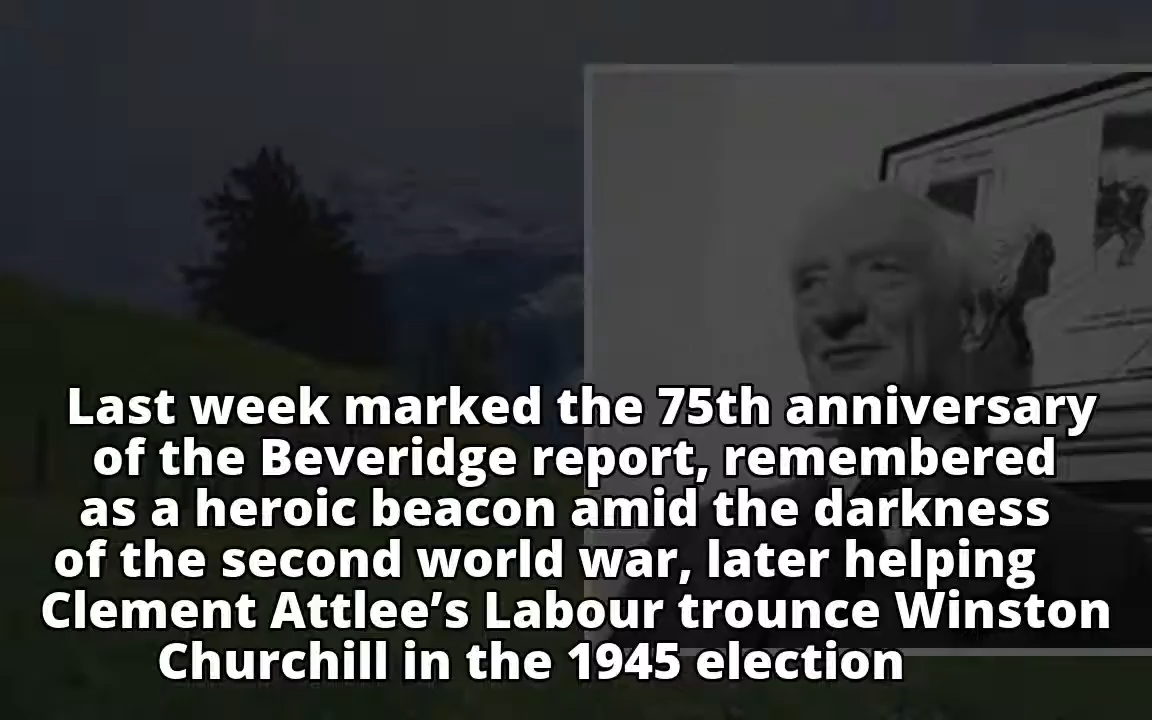 Last week marked the 75th anniversary
of the Beveridge report, remembered
as a heroic beacon amid the darkness
of the second world war, later helping
Clement Attlee’s Labour trounce Winston
Churchill in the 1945 election